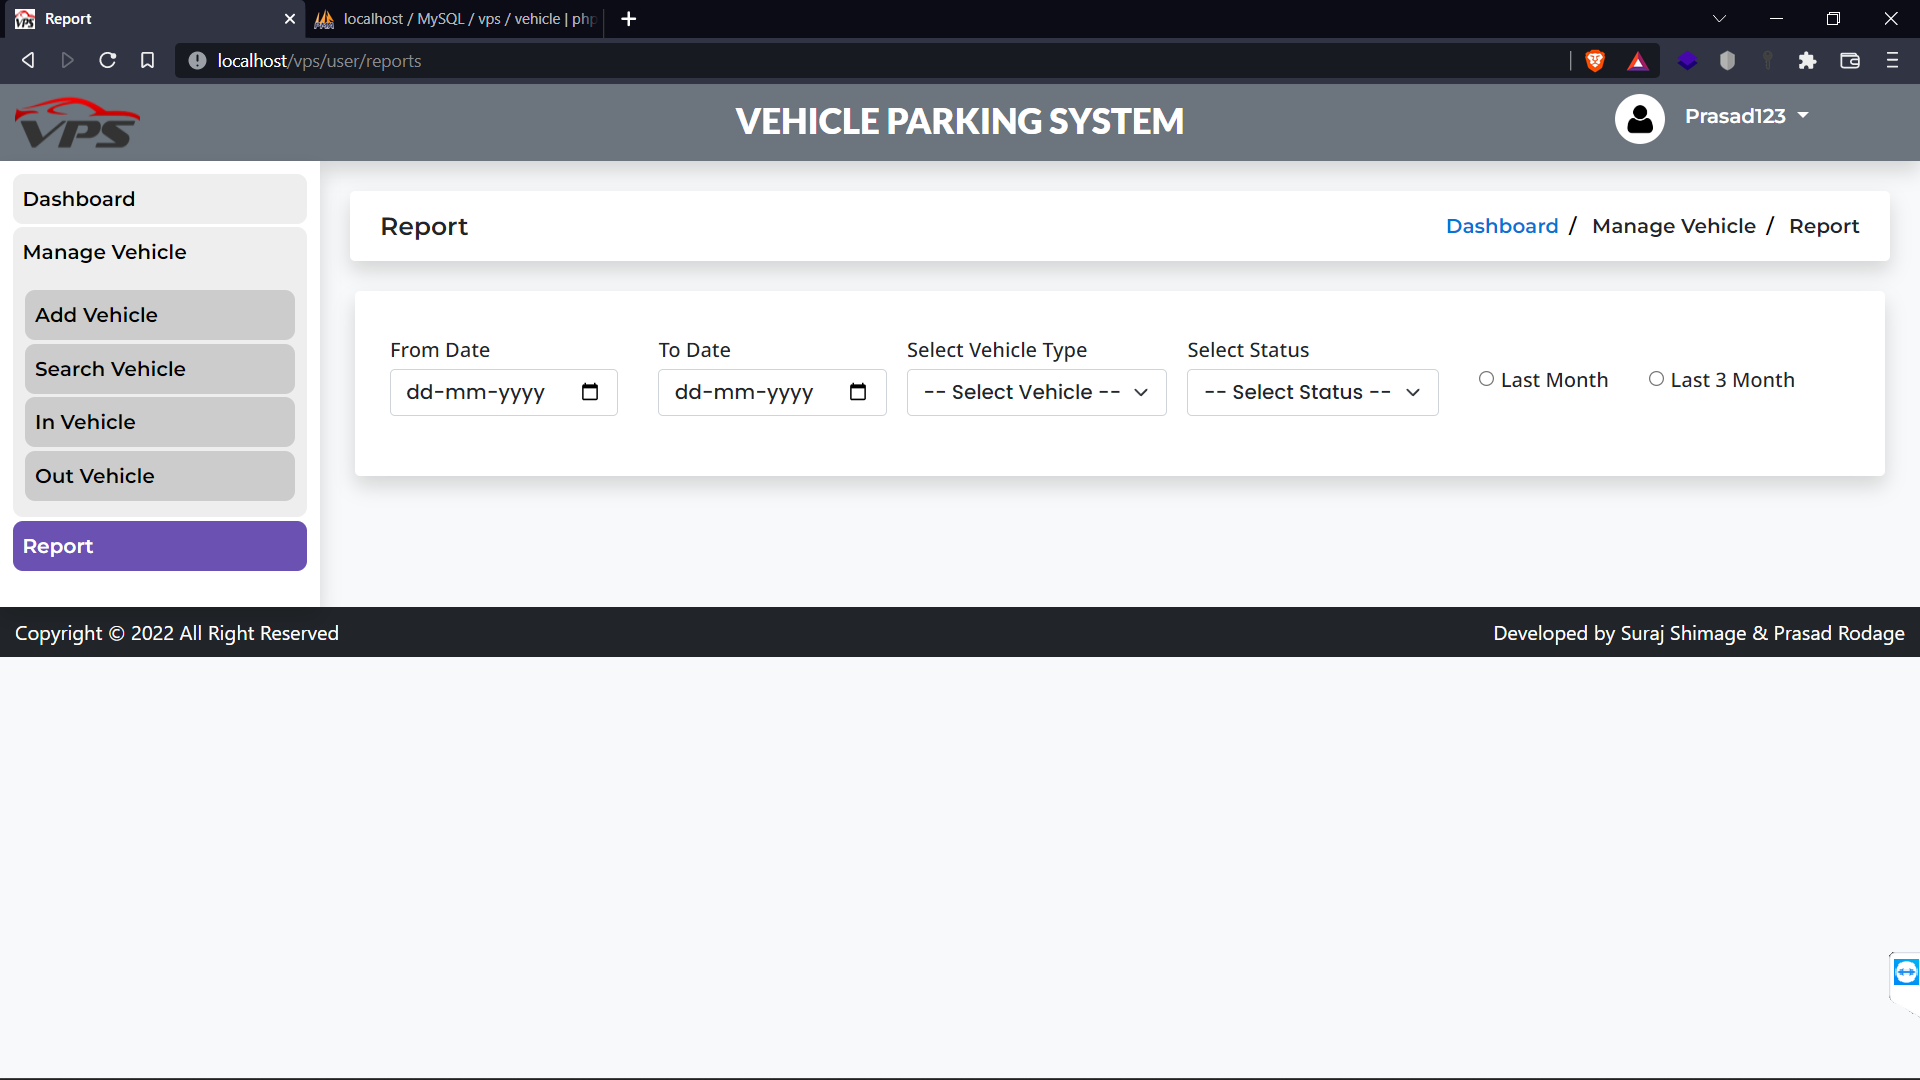 Report
localhost / MySQL / vps / vehicle | php
localhost/vps/user/reports
VPS
VEHICLE PARKING SYSTEM
Prasad123
Dashboard
Manage Vehicle
Add Vehicle
Search Vehicle
In Vehicle
Out Vehicle
Report
Report
Dashboard / Manage Vehicle / Report
From Date
dd-mm-yyyy
To Date
dd-mm-yyyy
Select Vehicle Type
-- Select Vehicle --
Select Status
-- Select Status --
Last Month
Last 3 Month
Copyright © 2022 All Right Reserved
Developed by Suraj Shimage & Prasad Rodage